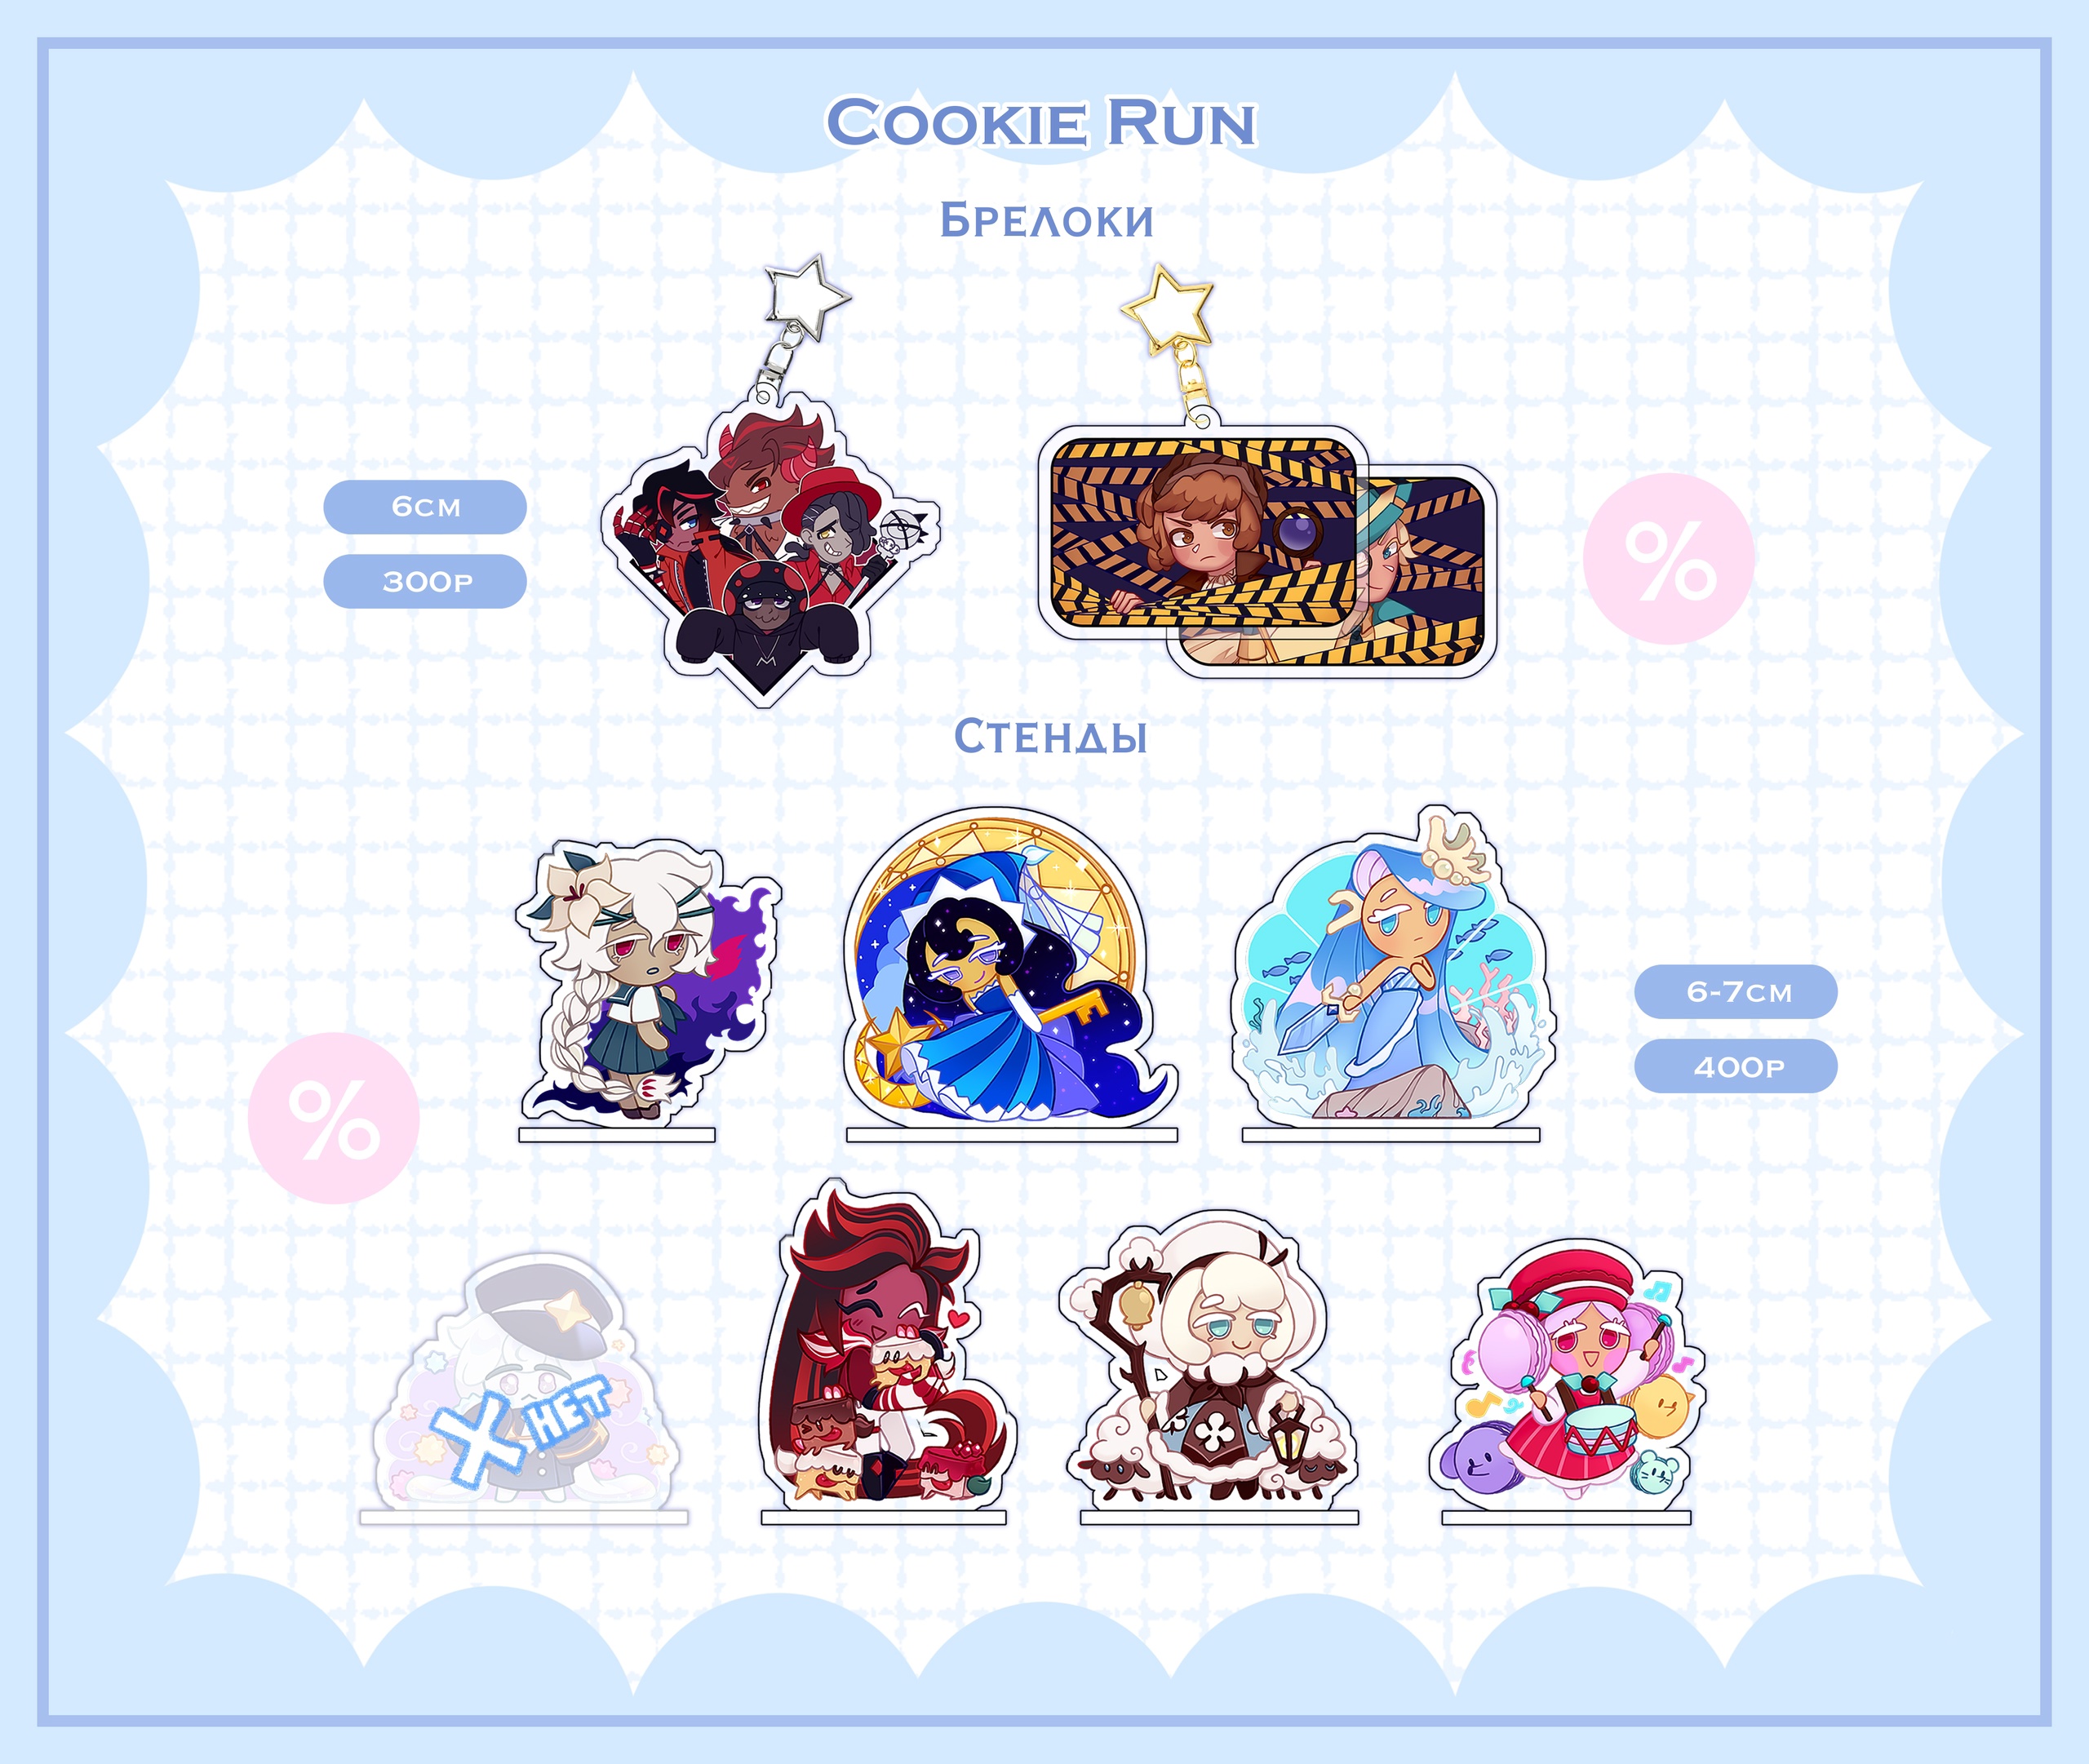 Cookie Run
Брелоки
6см
300р
%
Стенды
6-7см
400р
%
НЕТ